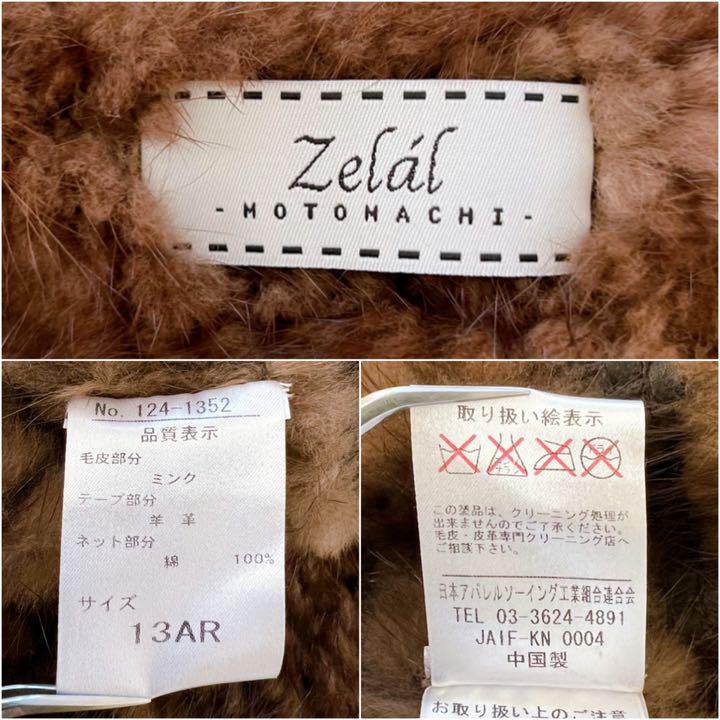 Zelál
- MOTOMACHI -
No. 124-1352
品質表示
毛皮部分
ミンク
テープ部分
羊革
ネット部分
綿 100%
サイズ
13AR
取り扱い絵表示
この製品は、クリーニング処理が
出来ませんのでご了承ください。
毛皮・皮革専門クリーニング店へ
ご相談下さい。
日本アパレルソーイング工業組合連合会
TEL 03-3624-4891
JAIF-KN 0004
中国製
お取り扱い上のご注意